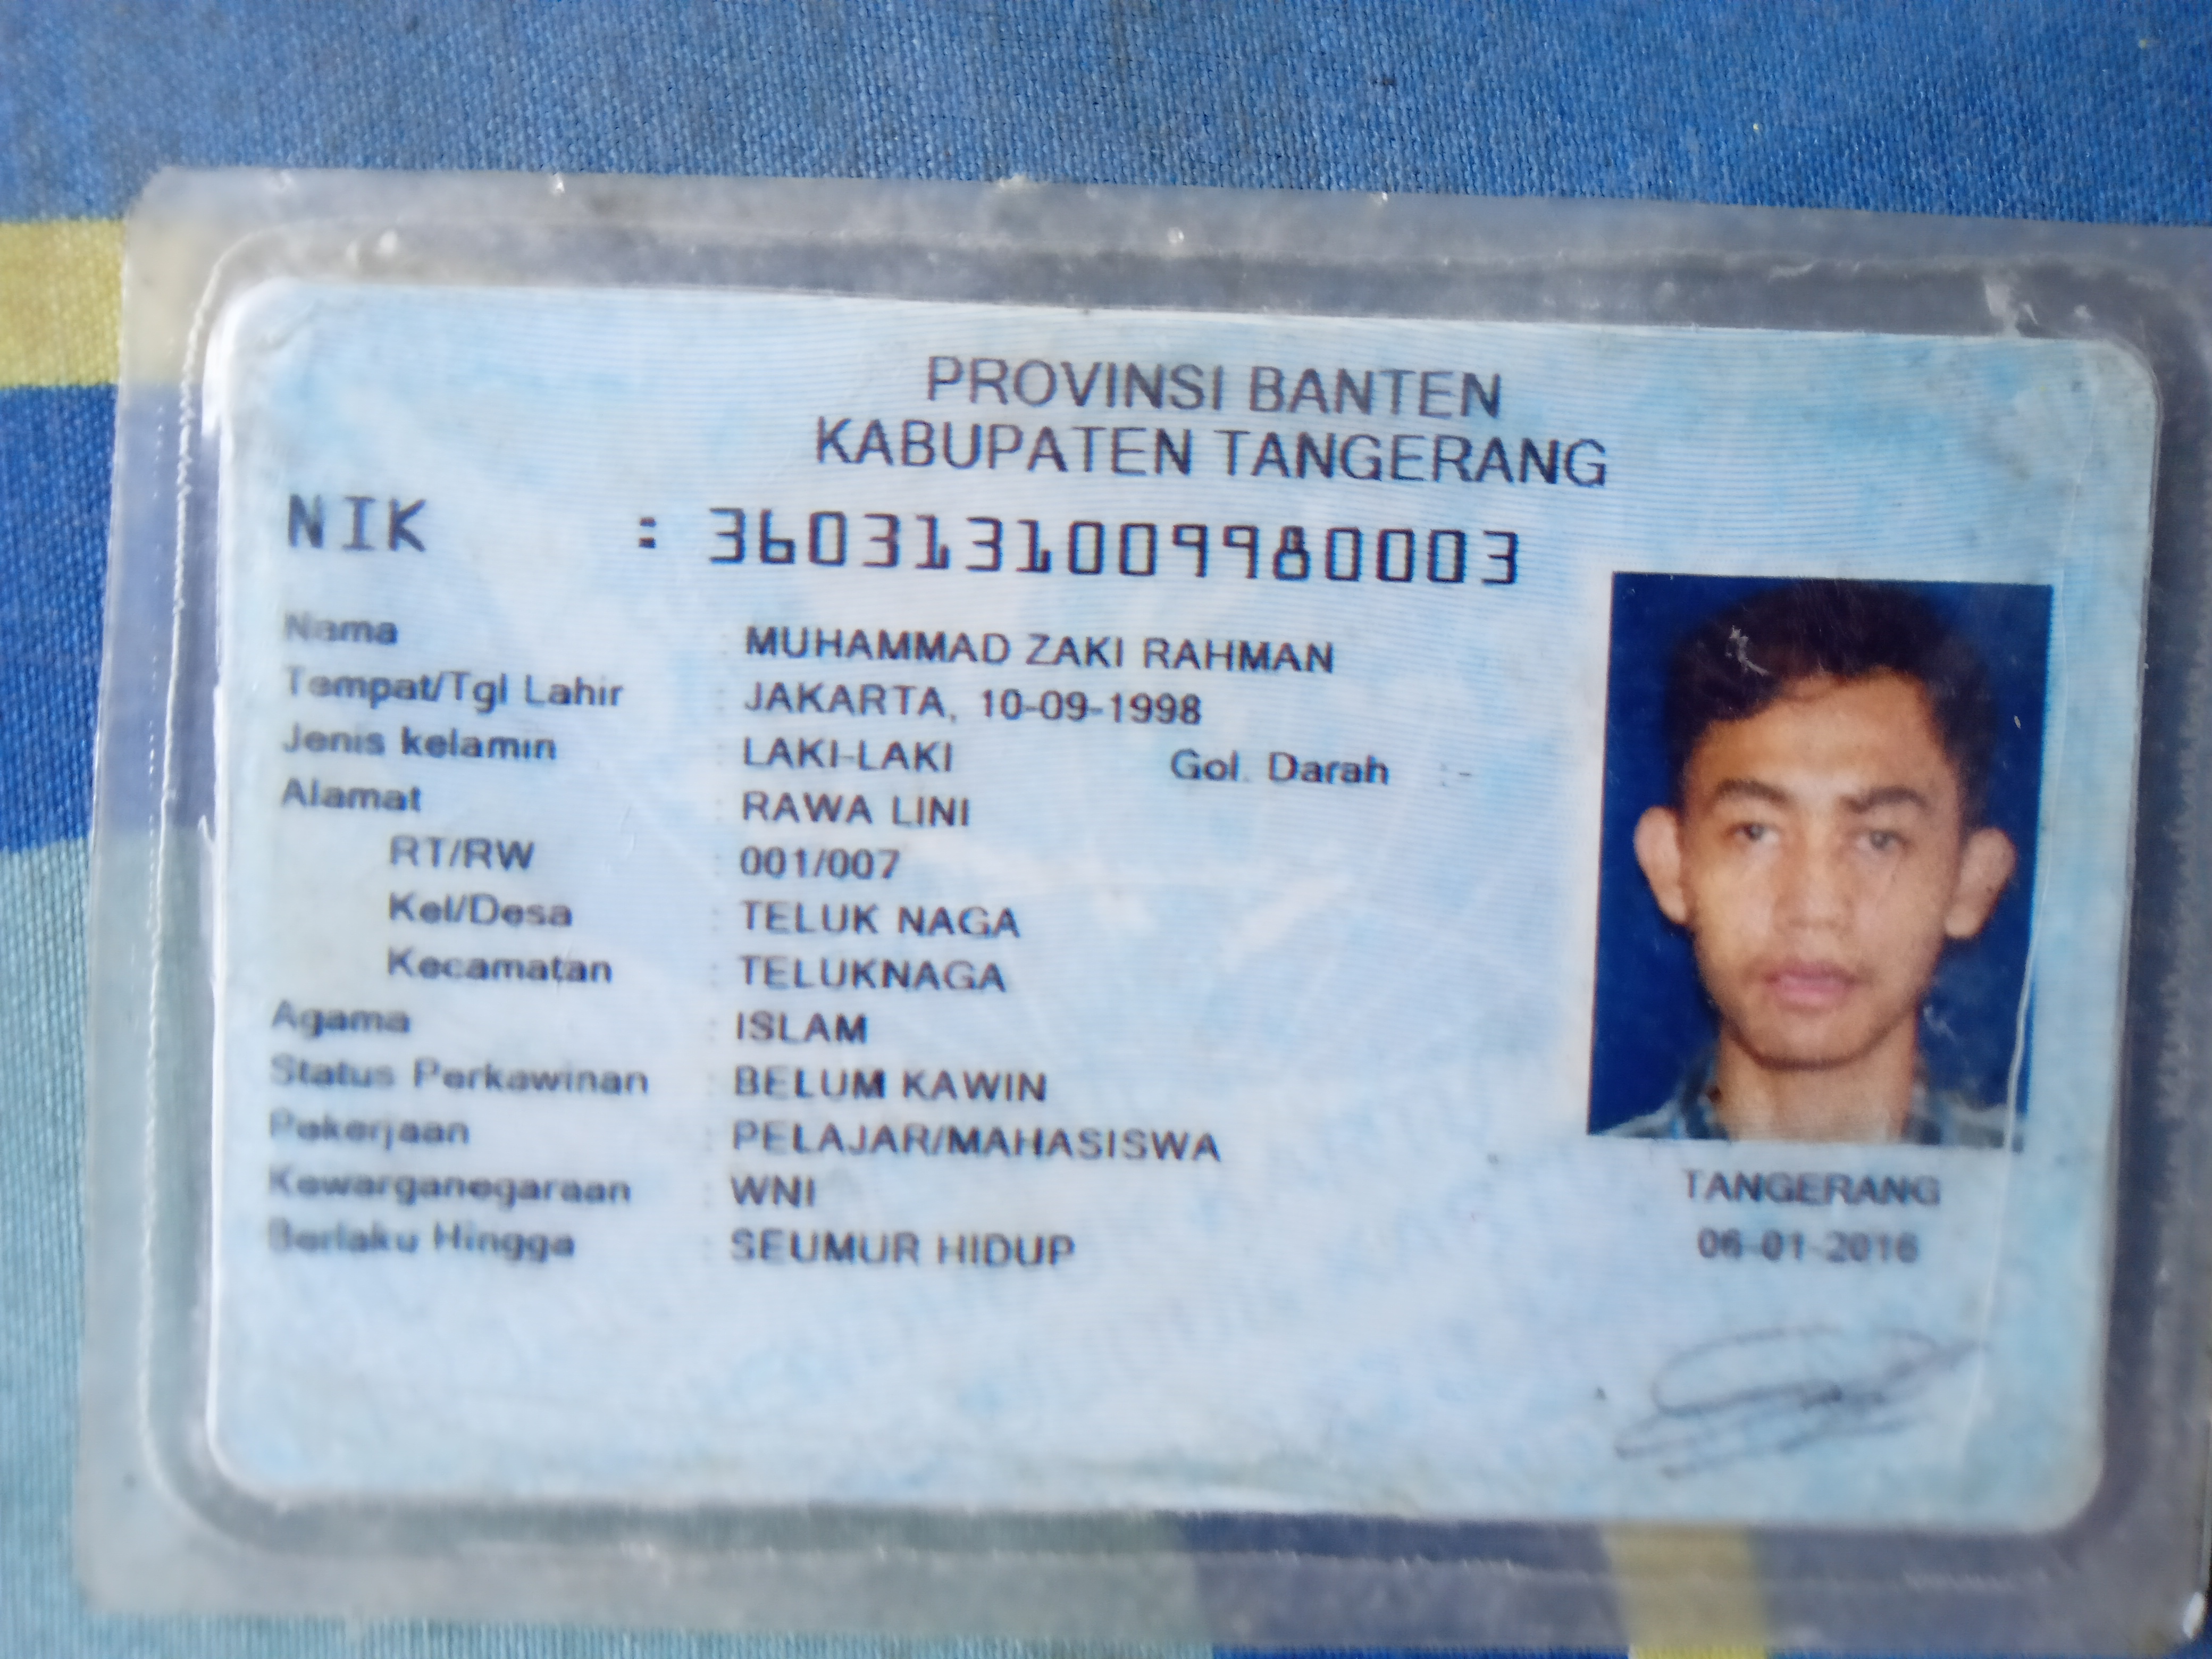 PROVINSI BANTEN
KABUPATEN TANGERANG
NIK : 3603131009980003
Nama : MUHAMMAD ZAKI RAHMAN
Tempat/Tgl Lahir : JAKARTA, 10-09-1998
Jenis kelamin : LAKI-LAKI Gol. Darah : -
Alamat : RAWA LINI
RT/RW : 001/007
Kel/Desa : TELUK NAGA
Kecamatan : TELUKNAGA
Agama : ISLAM
Status Perkawinan : BELUM KAWIN
Pekerjaan : PELAJAR/MAHASISWA
Kewarganegaraan : WNI
Berlaku Hingga : SEUMUR HIDUP
TANGERANG
06-01-2016